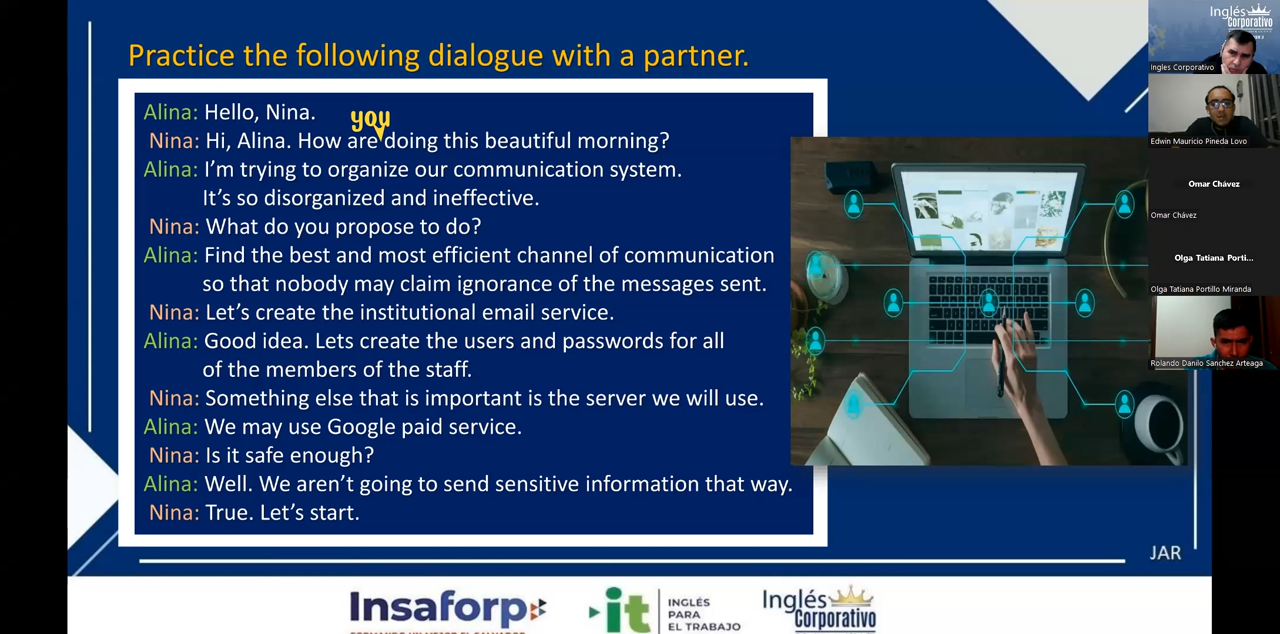 Practice the following dialogue with a partner.
Alina: Hello, Nina.
you
Nina: Hi, Alina. How are doing this beautiful morning?
Alina: I'm trying to organize our communication system.
It's so disorganized and ineffective.
Nina: What do you propose to do?
Alina: Find the best and most efficient channel of communication
so that nobody may claim ignorance of the messages sent.
Nina: Let's create the institutional email service.
Alina: Good idea. Lets create the users and passwords for all
of the members of the staff.
Nina: Something else that is important is the server we will use.
Alina: We may use Google paid service.
Nina: Is it safe enough?
Alina: Well. We aren't going to send sensitive information that way.
Nina: True. Let's start.
JAR
Insaforp
it
INGLÉS
PARA
EL TRABAJO
Inglés
Corporativo
Inglés
Corporativo
Ingles Corporativo
Edwin Mauricio Pineda Lovo
Omar Chávez
Omar Chávez
Olga Tatiana Porti...
Olga Tatiana Portillo Miranda
Rolando Danilo Sanchez Arteaga